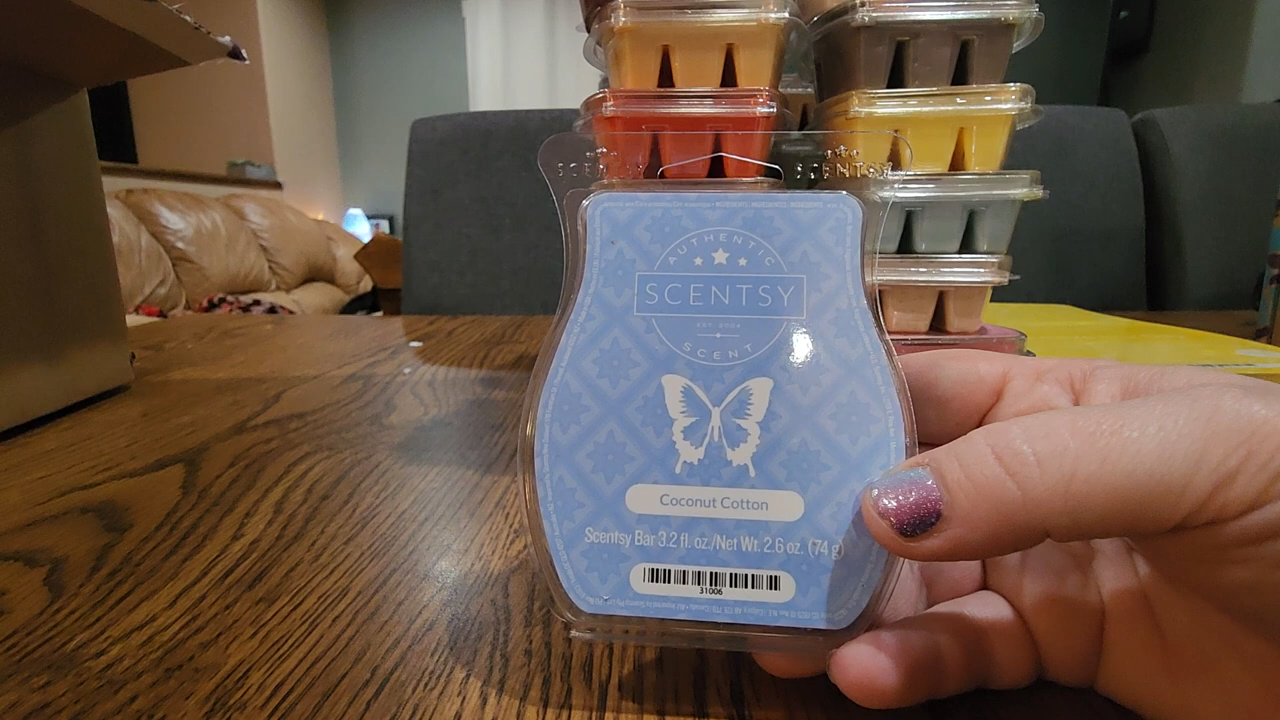 SCENTSY
SCENTSY
AUTHENTIC
SCENTSY
EST. 2004
SCENT
Coconut Cotton
Scentsy Bar 3.2 fl. oz./Net Wt. 2.6 oz. (74 g)
31006